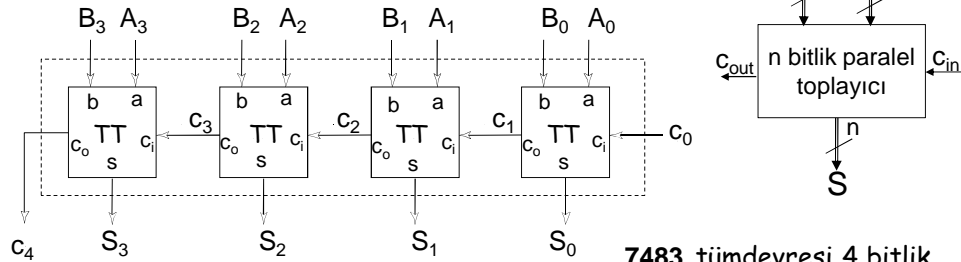 B3 A3 B2 A2 B1 A1 B0 A0
b a b a b a b a
TT c3 TT c2 TT c1 TT c0
co ci co ci co ci co ci
s s s s
c4 S3 S2 S1 S0
cout n bitlik paralel toplayıcı cin
n
S
7483 tümdevresi 4 bitlik